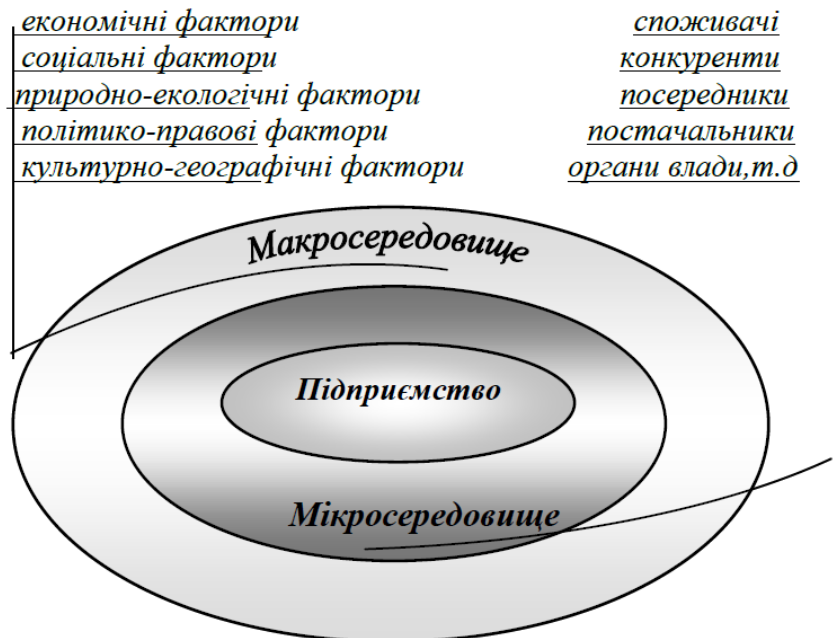 економічні фактори
соціальні фактори
природно-екологічні фактори
політико-правові фактори
культурно-географічні фактори
споживачі
конкуренти
посередники
постачальники
органи влади,т.д
Макросередовище
Підприємство
Мікросередовище